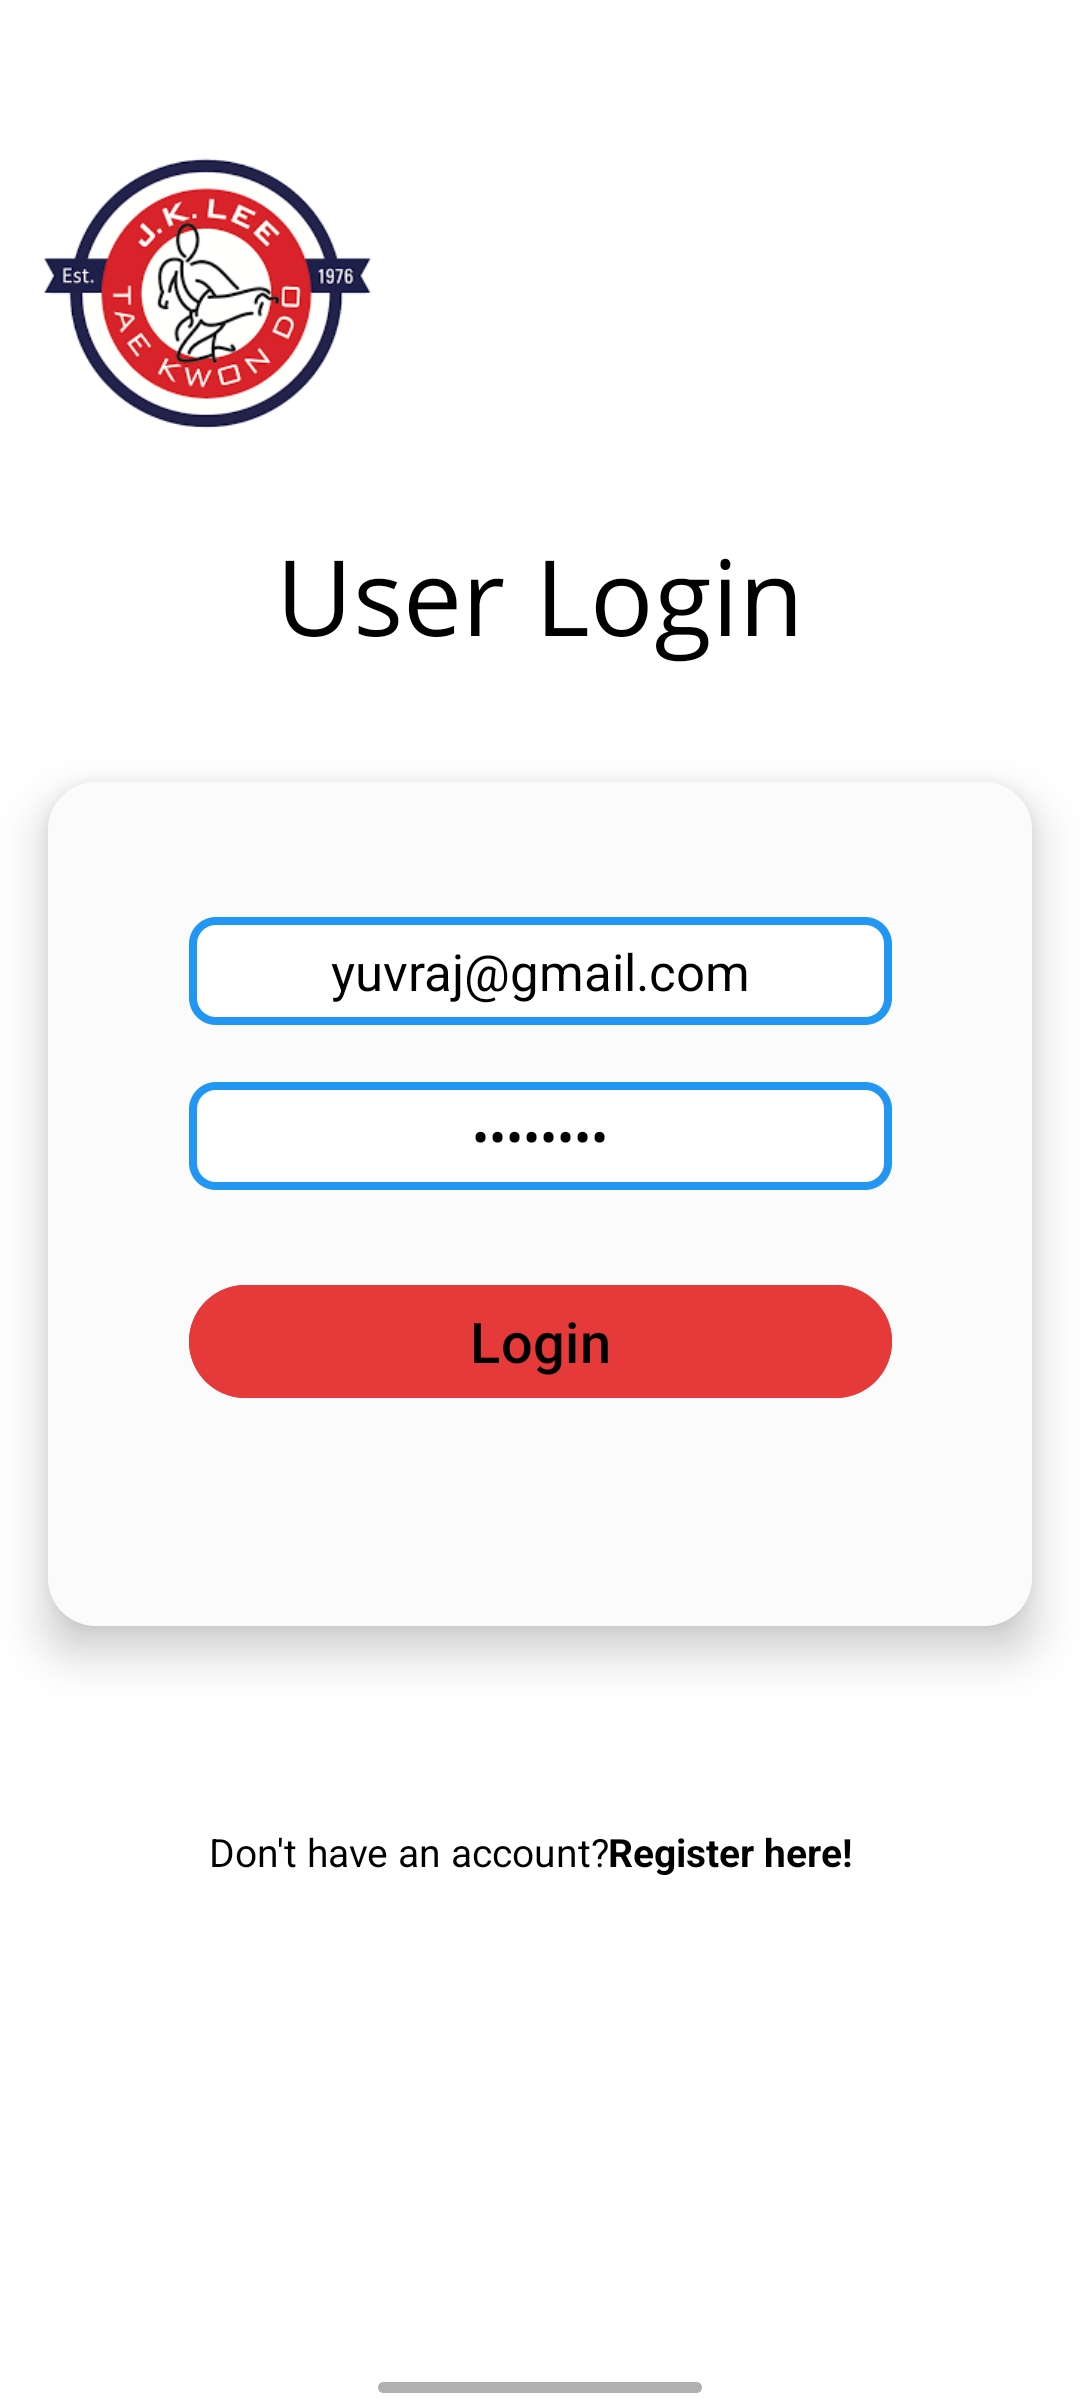 J.K. LEE
Est.
1976
TAE KWON DO
User Login
yuvraj@gmail.com
••••••••
Login
Don't have an account?Register here!